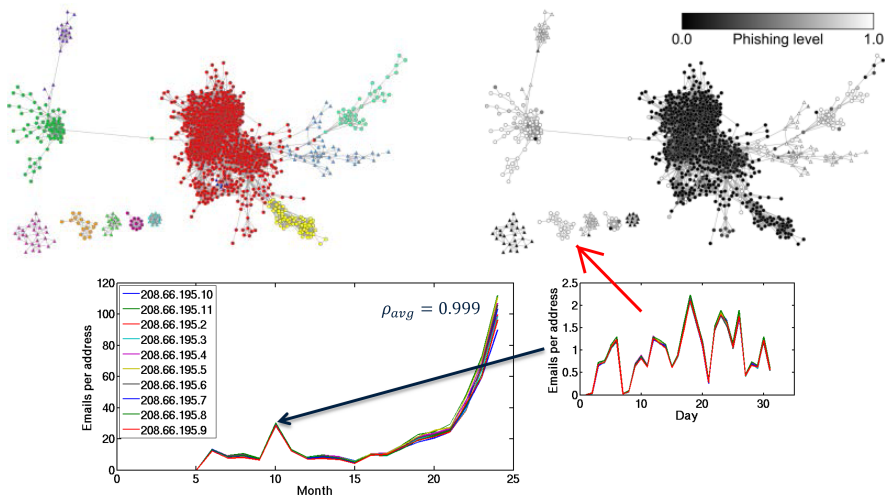 0.0 Phishing level 1.0
120
100
80
60
40
20
0
Emails per address
208.66.195.10
208.66.195.11
208.66.195.2
208.66.195.3
208.66.195.4
208.66.195.5
208.66.195.6
208.66.195.7
208.66.195.8
208.66.195.9
ρavg = 0.999
0 5 10 15 20 25
Month
2.5
2
1.5
1
0.5
0
Emails per address
0 10 20 30
Day